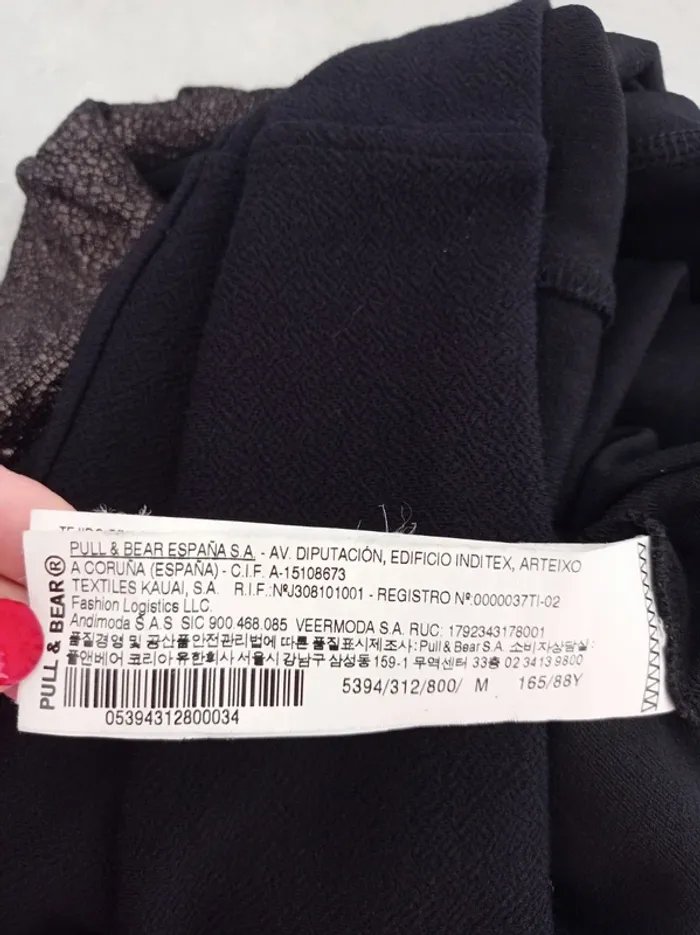 PULL & BEAR ESPAÑA S.A. - AV. DIPUTACIÓN, EDIFICIO INDITEX, ARTEIXO
A CORUÑA (ESPAÑA) - C.I.F. A-15108673
TEXTILES KAUAI, S.A. R.I.F.:NºJ308101001 - REGISTRO Nº:0000037TI-02
Fashion Logistics LLC.
Andimoda S.A.S SIC 900.468.085 VEERMODA S.A. RUC: 1792343178001
품질경영 및 공산품안전관리법에 따른 품질표시제조사: Pull & Bear S.A. 소비자상담실:
풀앤베어 코리아 유한회사 서울시 강남구 삼성동 159-1 무역센터 33층 02 3413 9800
5394/312/800/ M 165/88Y
05394312800034
PULL & BEAR®